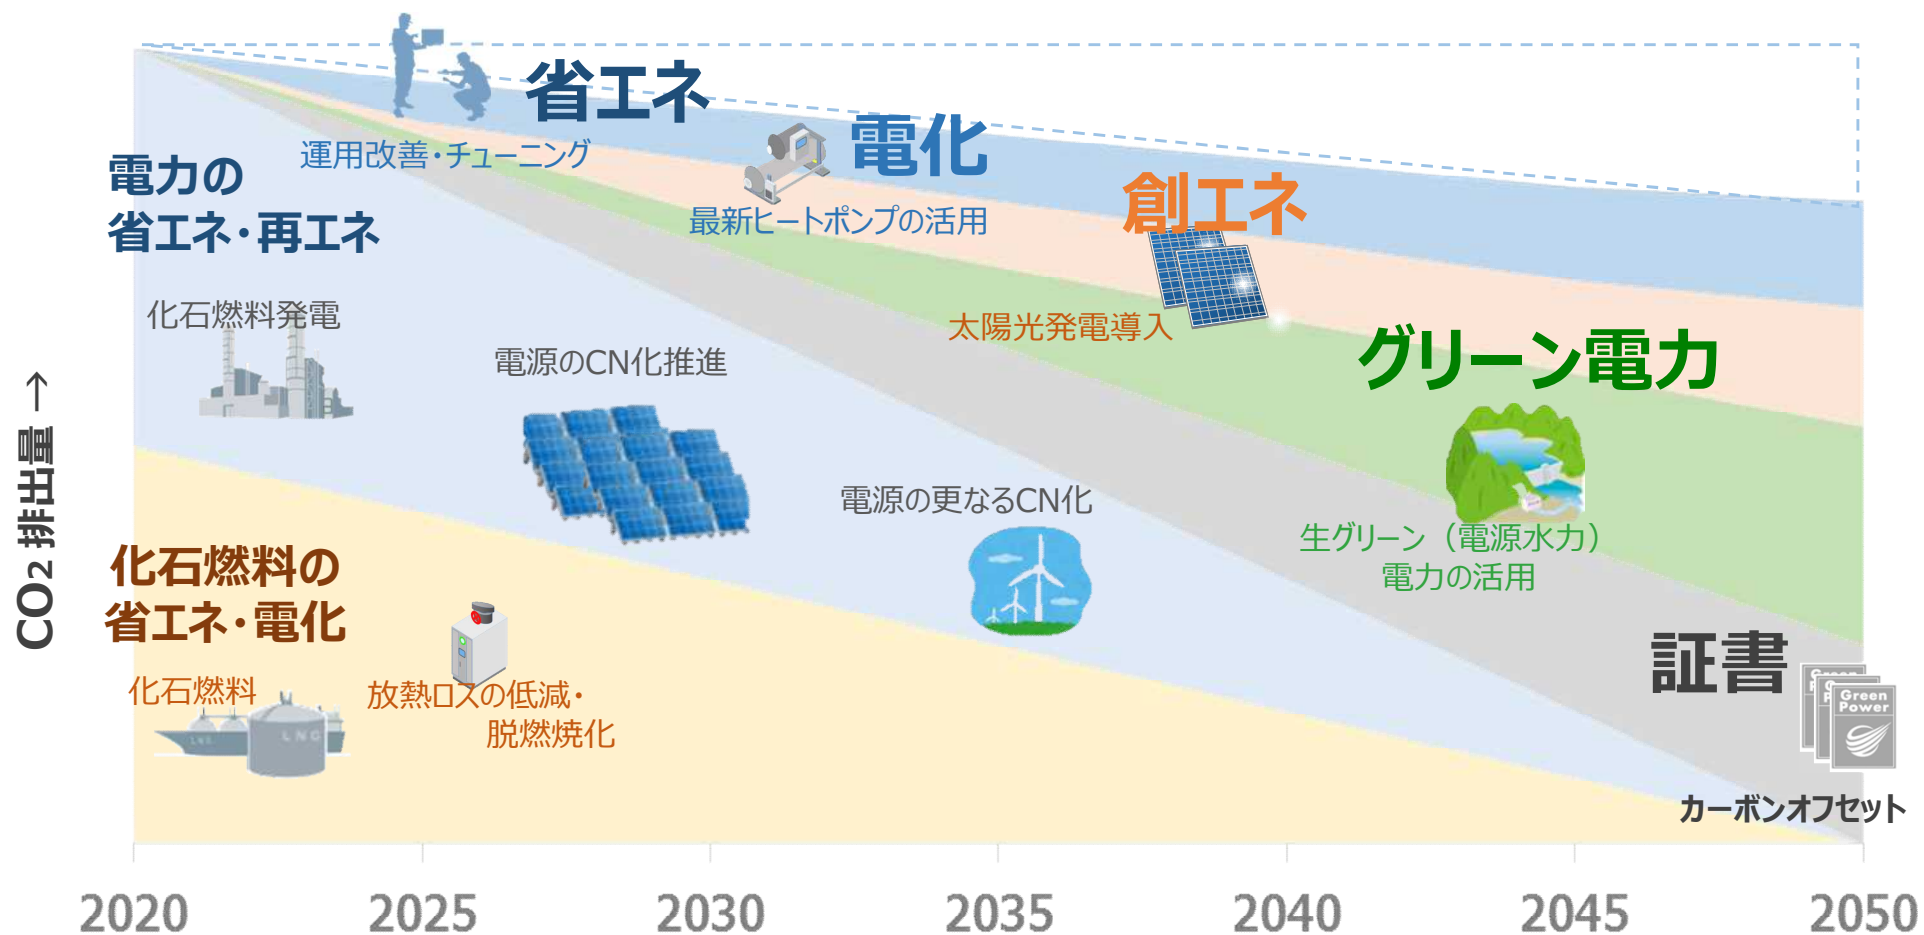 省エネ
運用改善・チューニング
電化
最新ヒートポンプの活用
電力の
省エネ・再エネ
創エネ
太陽光発電導入
化石燃料発電
電源のCN化推進
グリーン電力
電源の更なるCN化
生グリーン（電源水力）
電力の活用
CO2 排出量 →
化石燃料の
省エネ・電化
化石燃料
LNG
LNG
放熱ロスの低減・
脱燃焼化
証書
Green
Power
カーボンオフセット
2020
2025
2030
2035
2040
2045
2050